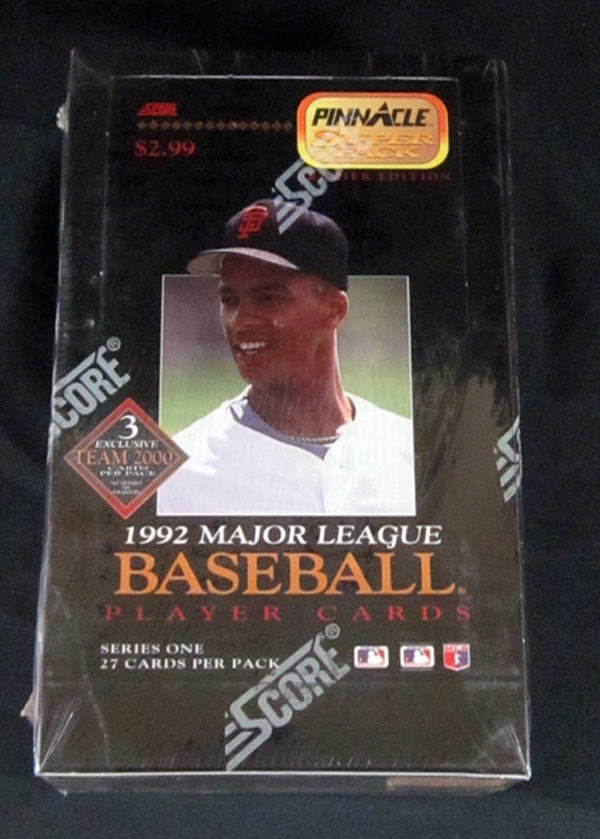 SCORE
$2.99
PINNACLE
SUPER
PACK
EDITION
SCORE
SCORE®
3
EXCLUSIVE
TEAM 2000
CARDS
PER PACK
1992 MAJOR LEAGUE
BASEBALL
PLAYER CARDS
SERIES ONE
27 CARDS PER PACK
SCORE®